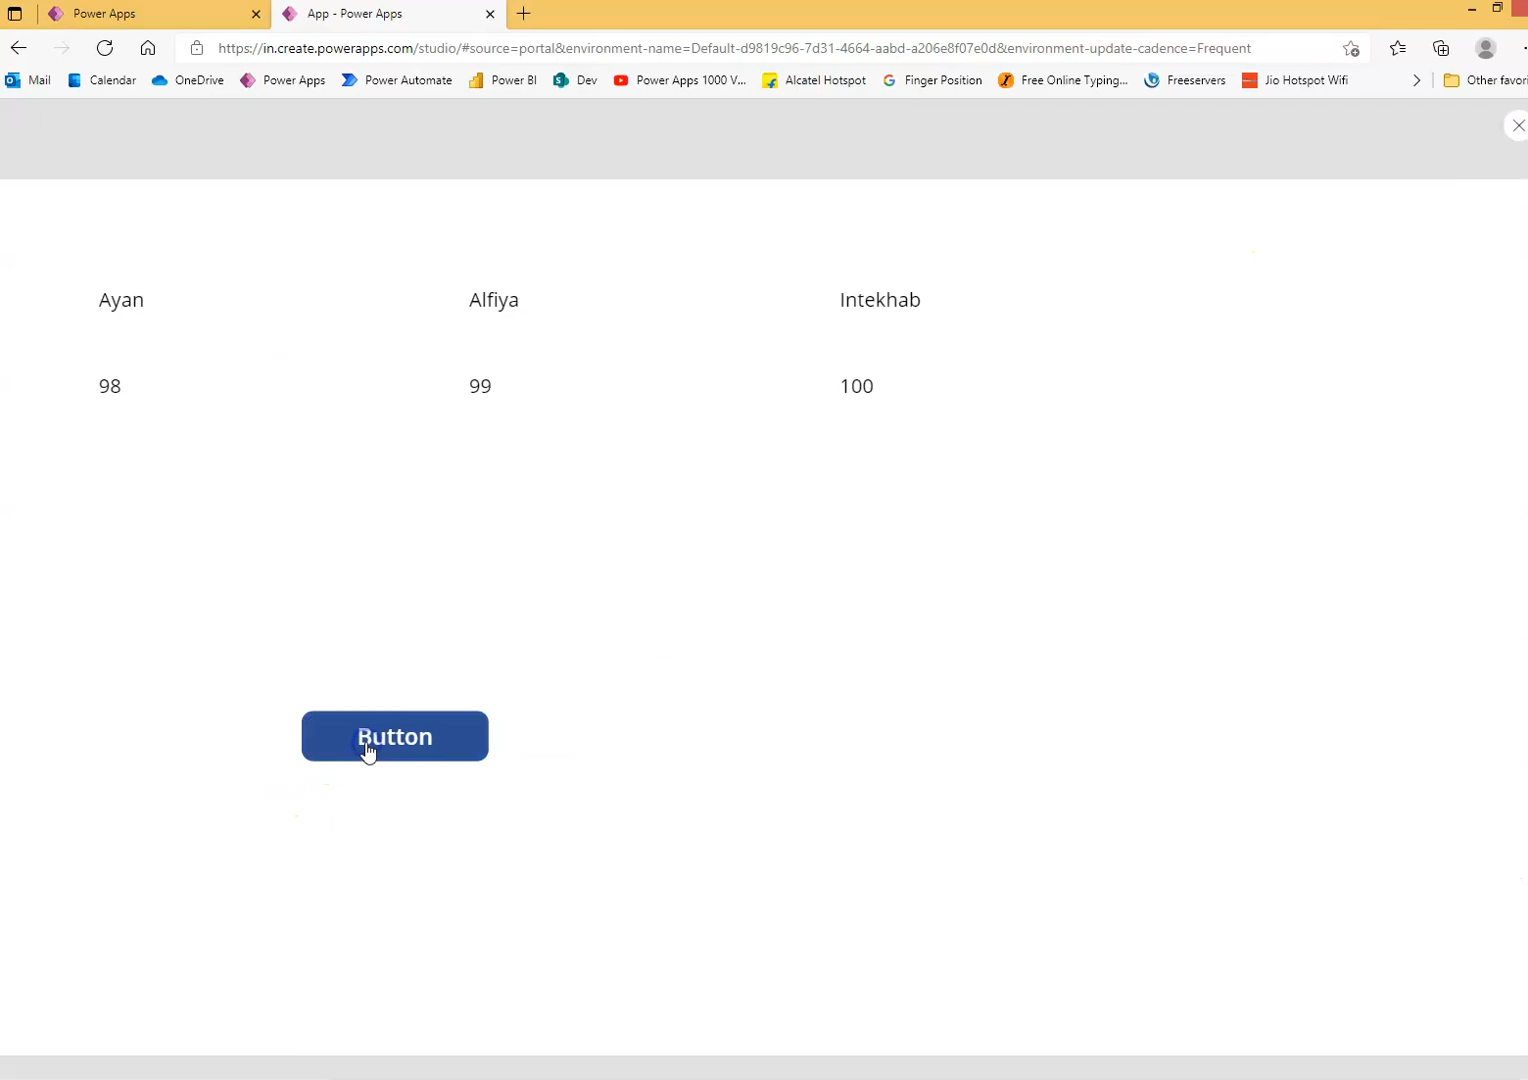 Power Apps
App - Power Apps
https://in.create.powerapps.com/studio/#source=portal&environment-name=Default-d9819c96-7d31-4664-aabd-a206e8f07e0d&environment-update-cadence=Frequent
Mail Calendar OneDrive Power Apps Power Automate Power BI Dev Power Apps 1000 V... Alcatel Hotspot Finger Position Free Online Typing... Freeservers Jio Hotspot Wifi Other favori
Ayan Alfiya Intekhab
98 99 100
Button